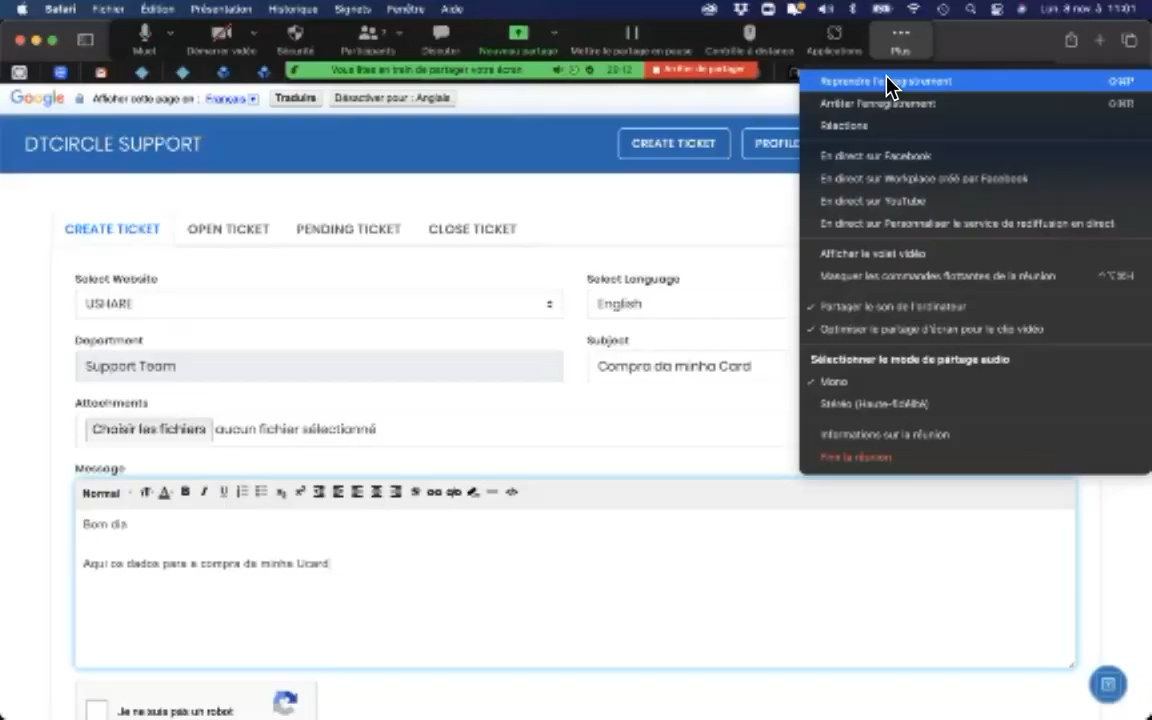 Safari Fichier Édition Présentation Historique Signets Fenêtre Aide Lun. 8 nov. à 11:01
Muet Démarrer vidéo Sécurité Participants 7 Discuter Nouveau partage Mettre le partage en pause Contrôle à distance Applications Plus
Vous êtes en train de partager votre écran 20:12 Arrêter de partager
Google Afficher cette page en : Français Traduire Désactiver pour : Anglais
DTCIRCLE SUPPORT CREATE TICKET PROFILE
CREATE TICKET OPEN TICKET PENDING TICKET CLOSE TICKET
Select Website Select Language
USHARE English
Department Subject
Support Team Compra da minha Card
Attachments
Choisir les fichiers aucun fichier sélectionné
Message
Normal
Bom dia
Aqui os dados para a compra da minha Ucard
Je ne suis pas un robot
Reprendre l'enregistrement ⇧⌘P
Arrêter l'enregistrement ⇧⌘R
Réactions
En direct sur Facebook
En direct sur Workplace créé par Facebook
En direct sur YouTube
En direct sur Personnaliser le service de rediffusion en direct
Afficher le volet vidéo
Masquer les commandes flottantes de la réunion ^⌥⌘H
✓ Partager le son de l'ordinateur
✓ Optimiser le partage d'écran pour le clip vidéo
Sélectionner le mode de partage audio
✓ Mono
Stéréo (Haute-fidélité)
Informations sur la réunion
Fin à la réunion